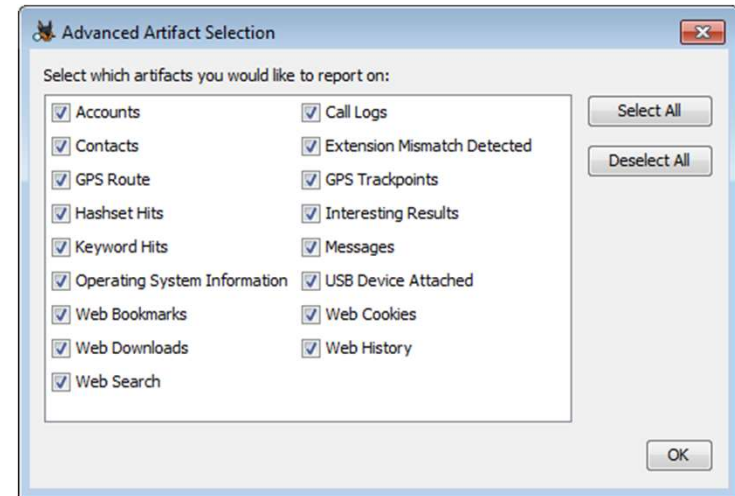 Advanced Artifact Selection
Select which artifacts you would like to report on:
Accounts
Call Logs
Select All
Contacts
Extension Mismatch Detected
Deselect All
GPS Route
GPS Trackpoints
Hashset Hits
Interesting Results
Keyword Hits
Messages
Operating System Information
USB Device Attached
Web Bookmarks
Web Cookies
Web Downloads
Web History
Web Search
OK